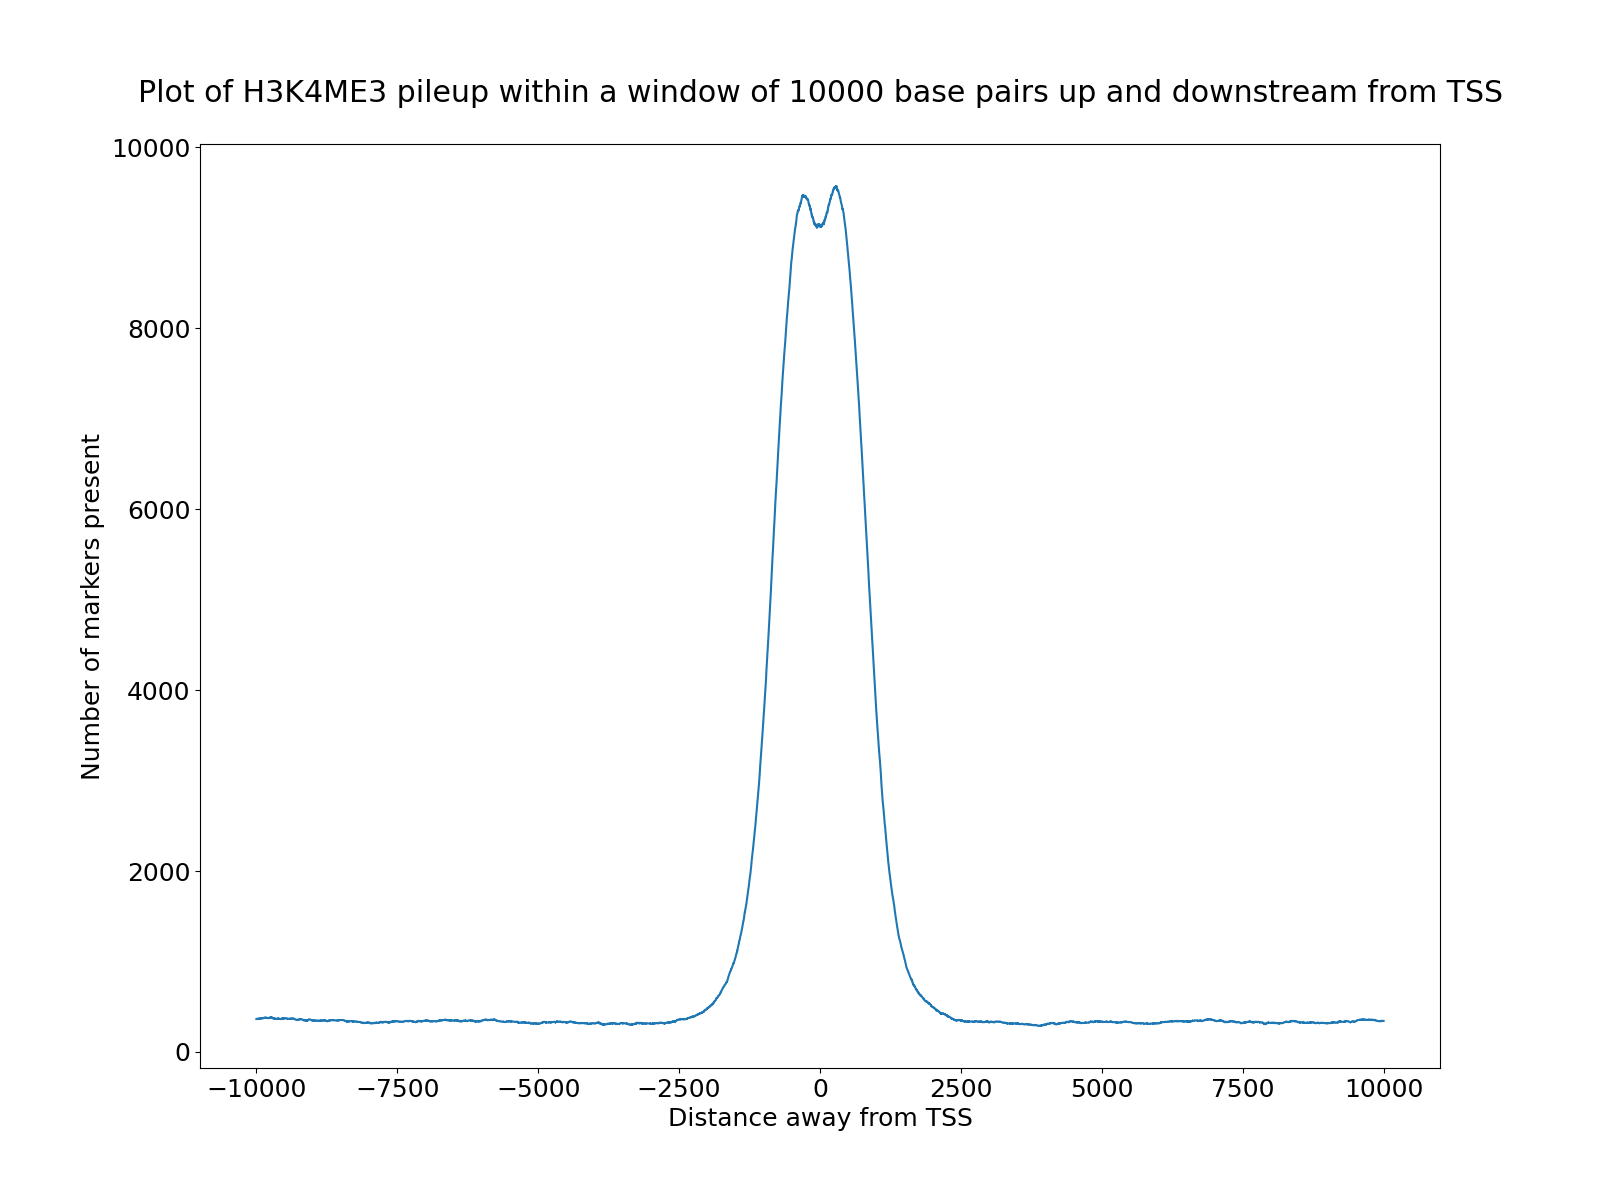 Plot of H3K4ME3 pileup within a window of 10000 base pairs up and downstream from TSS
10000
8000
6000
4000
2000
0
Number of markers present
−10000 −7500 −5000 −2500 0 2500 5000 7500 10000
Distance away from TSS